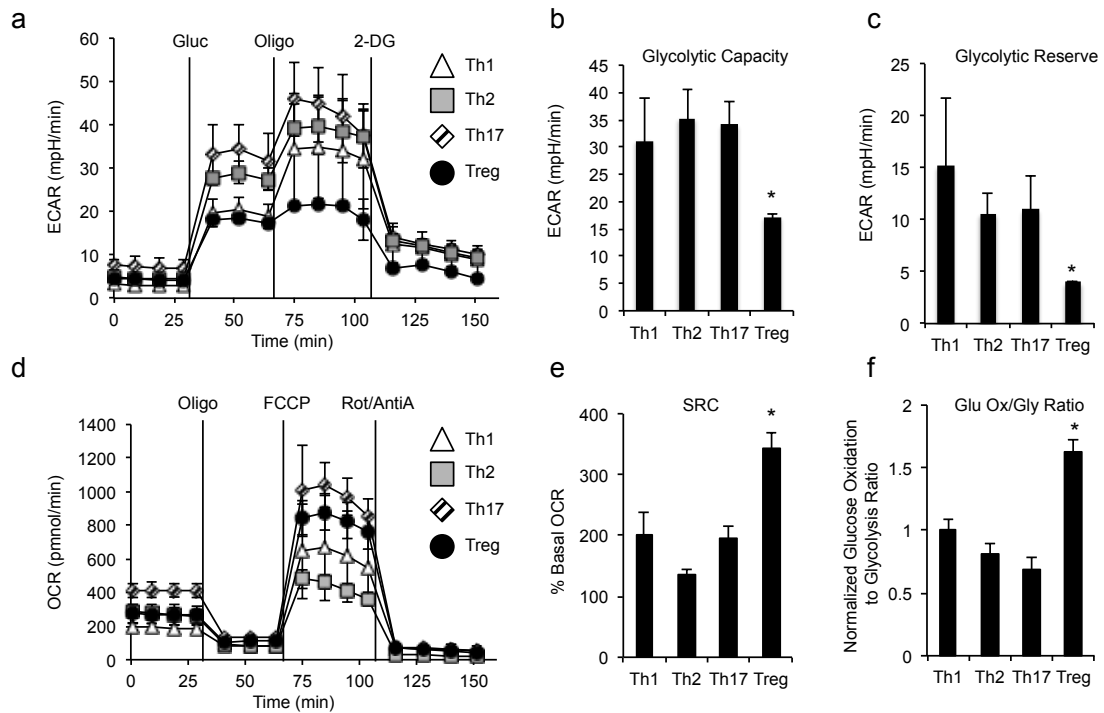 a
Gluc
Oligo
2-DG
ECAR (mpH/min)
60
50
40
30
20
10
0
0
25
50
75
100
125
150
Time (min)
Th1
Th2
Th17
Treg
b
Glycolytic Capacity
ECAR (mpH/min)
45
40
35
30
25
20
15
10
5
0
*
Th1 Th2 Th17 Treg
c
Glycolytic Reserve
ECAR (mpH/min)
25
20
15
10
5
0
*
Th1 Th2 Th17 Treg
d
Oligo
FCCP
Rot/AntiA
OCR (pmnol/min)
1400
1200
1000
800
600
400
200
0
0
25
50
75
100
125
150
Time (min)
Th1
Th2
Th17
Treg
e
SRC
% Basal OCR
400
300
200
100
0
*
Th1 Th2 Th17 Treg
f
Glu Ox/Gly Ratio
Normalized Glucose Oxidation
to Glycolysis Ratio
2
1.5
1
0.5
0
*
Th1 Th2 Th17 Treg